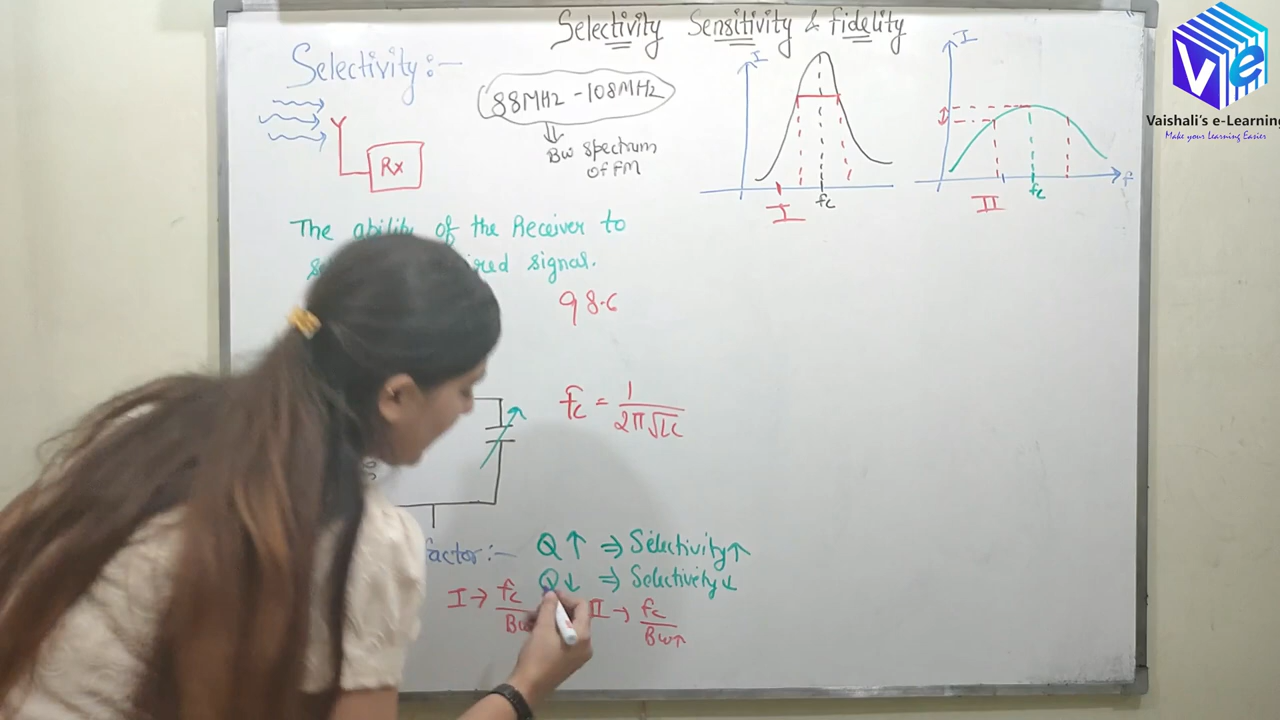 Selectivity Sensitivity & fidelity
Selectivity:-
88MHz - 108MHz
BW spectrum
of FM
Rx
I
fc
I
I
fc
f
II
The ability of the Receiver to
signal.
98.6
fc = 1/2π√LC
factor:- Q↑ ⇒ Selectivity↑
Q↓ ⇒ Selectivity↓
I → fc/BW
II → fc/BW↑
Ve
Vaishali's e-Learning
Make your Learning Easier